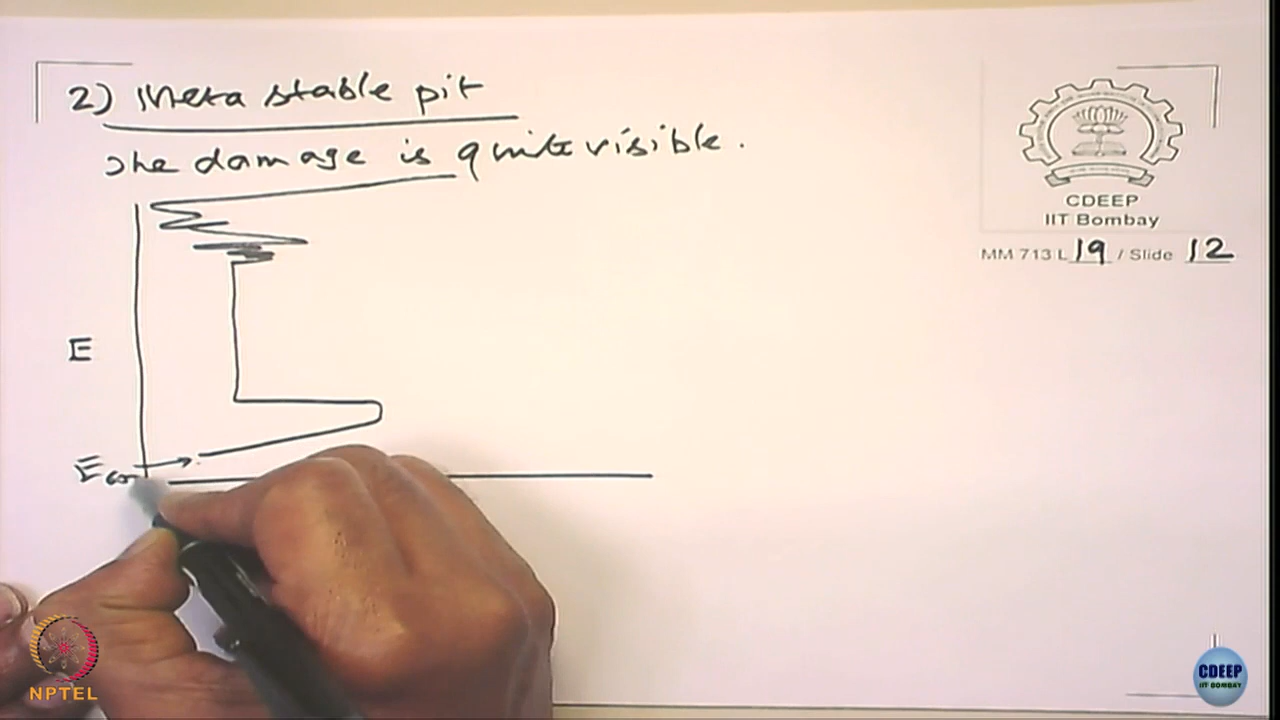 2) Meta stable pit
The damage is quite visible.
E
Ecor
CDEEP
IIT Bombay
MM 713 L 19 / Slide 12
NPTEL
CDEEP
IIT BOMBAY